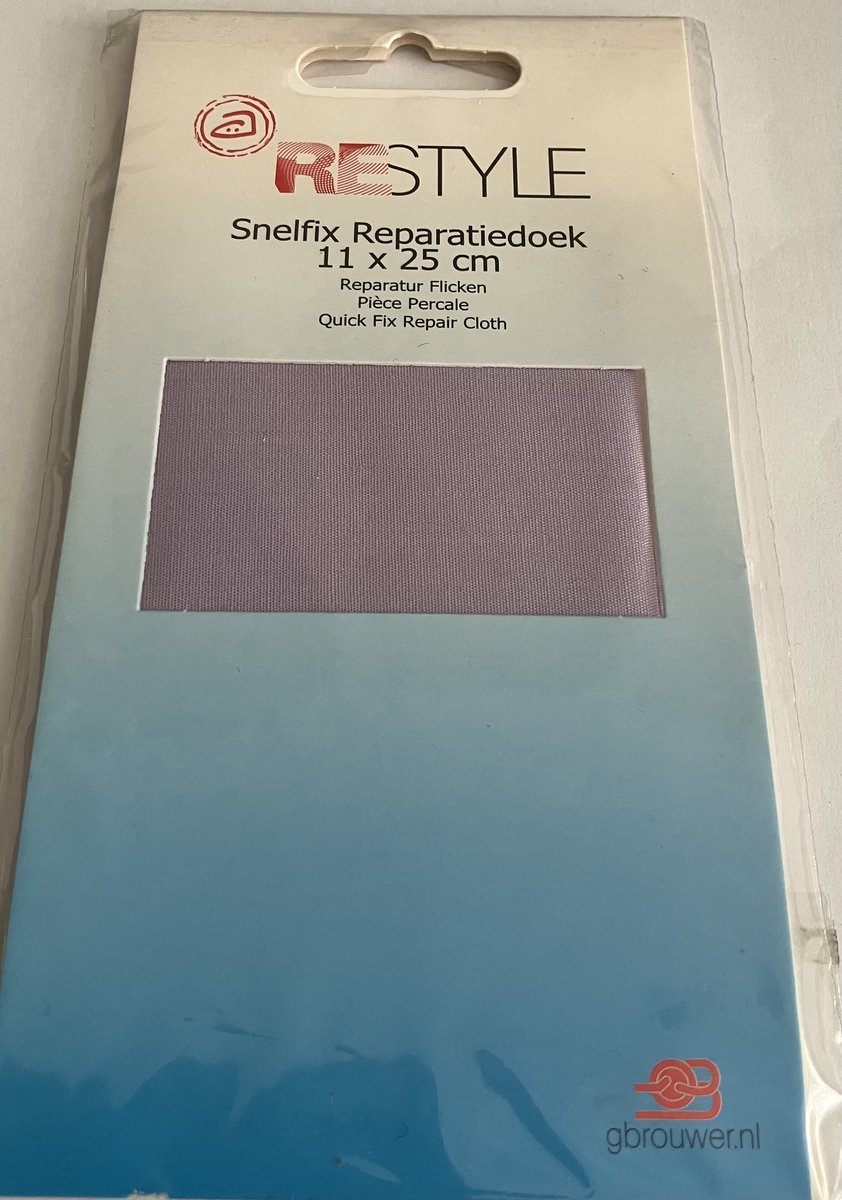 RESTYLE
Snelfix Reparatiedoek
11 x 25 cm
Reparatur Flicken
Pièce Percale
Quick Fix Repair Cloth
gbrouwer.nl